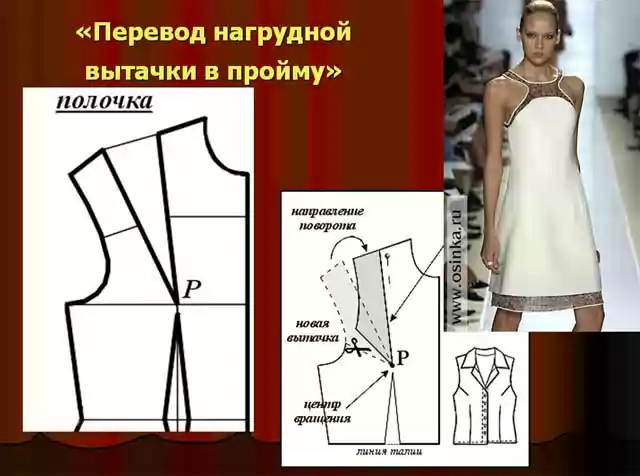 «Перевод нагрудной
вытачки в пройму»
полочка
P
направление
поворота
новая
вытачка
P
центр
вращения
линия талии
www.osinka.ru